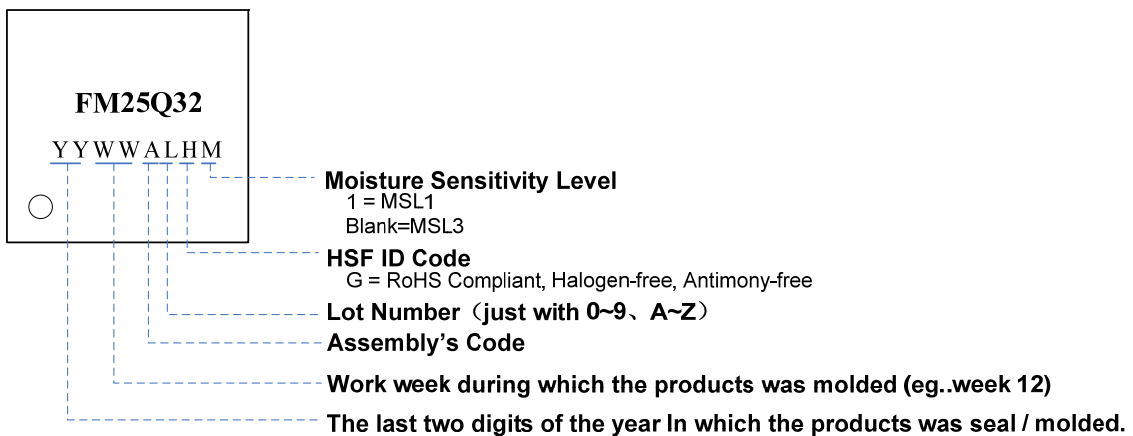 FM25Q32
YYWWALHM
Moisture Sensitivity Level
1 = MSL1
Blank=MSL3
HSF ID Code
G = RoHS Compliant, Halogen-free, Antimony-free
Lot Number（just with 0~9、A~Z）
Assembly's Code
Work week during which the products was molded (eg..week 12)
The last two digits of the year In which the products was seal / molded.